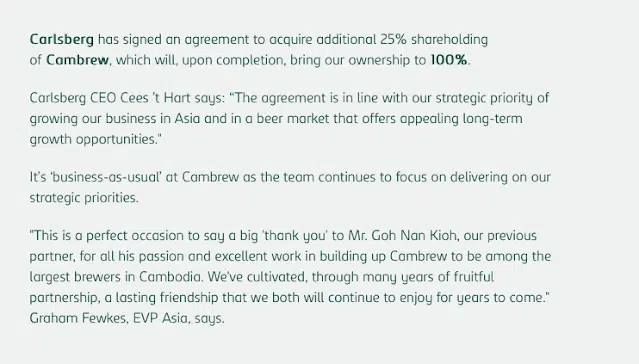 Carlsberg has signed an agreement to acquire additional 25% shareholding
of Cambrew, which will, upon completion, bring our ownership to 100%.
Carlsberg CEO Cees 't Hart says: “The agreement is in line with our strategic priority of
growing our business in Asia and in a beer market that offers appealing long-term
growth opportunities."
It's ‘business-as-usual’ at Cambrew as the team continues to focus on delivering on our
strategic priorities.
"This is a perfect occasion to say a big 'thank you' to Mr. Goh Nan Kioh, our previous
partner, for all his passion and excellent work in building up Cambrew to be among the
largest brewers in Cambodia. We've cultivated, through many years of fruitful
partnership, a lasting friendship that we both will continue to enjoy for years to come."
Graham Fewkes, EVP Asia, says.